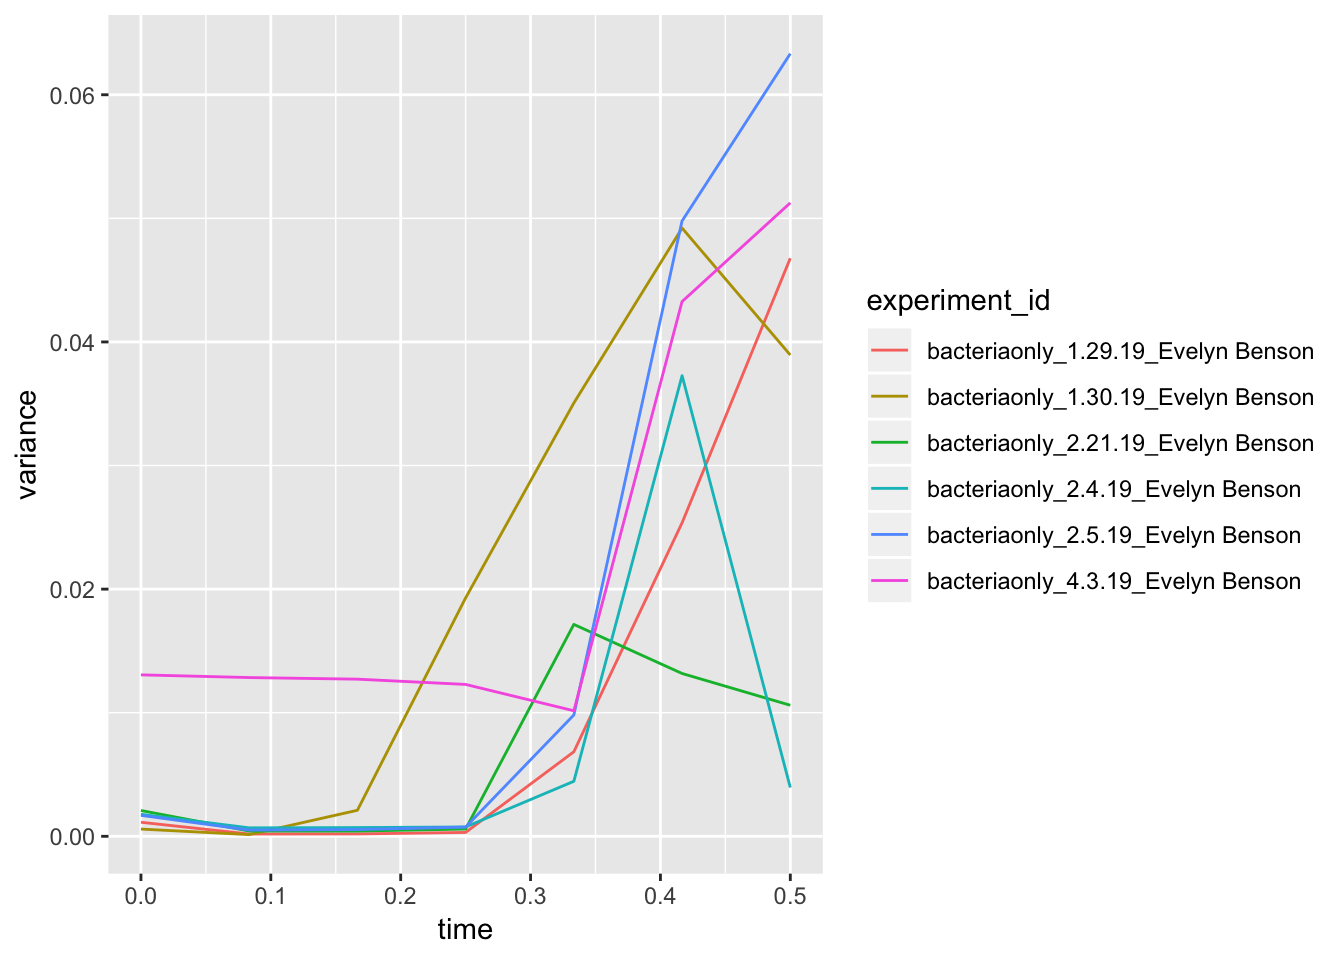 0.06
0.04
0.02
0.00
variance
0.0 0.1 0.2 0.3 0.4 0.5
time
experiment_id
bacteriaonly_1.29.19_Evelyn Benson
bacteriaonly_1.30.19_Evelyn Benson
bacteriaonly_2.21.19_Evelyn Benson
bacteriaonly_2.4.19_Evelyn Benson
bacteriaonly_2.5.19_Evelyn Benson
bacteriaonly_4.3.19_Evelyn Benson